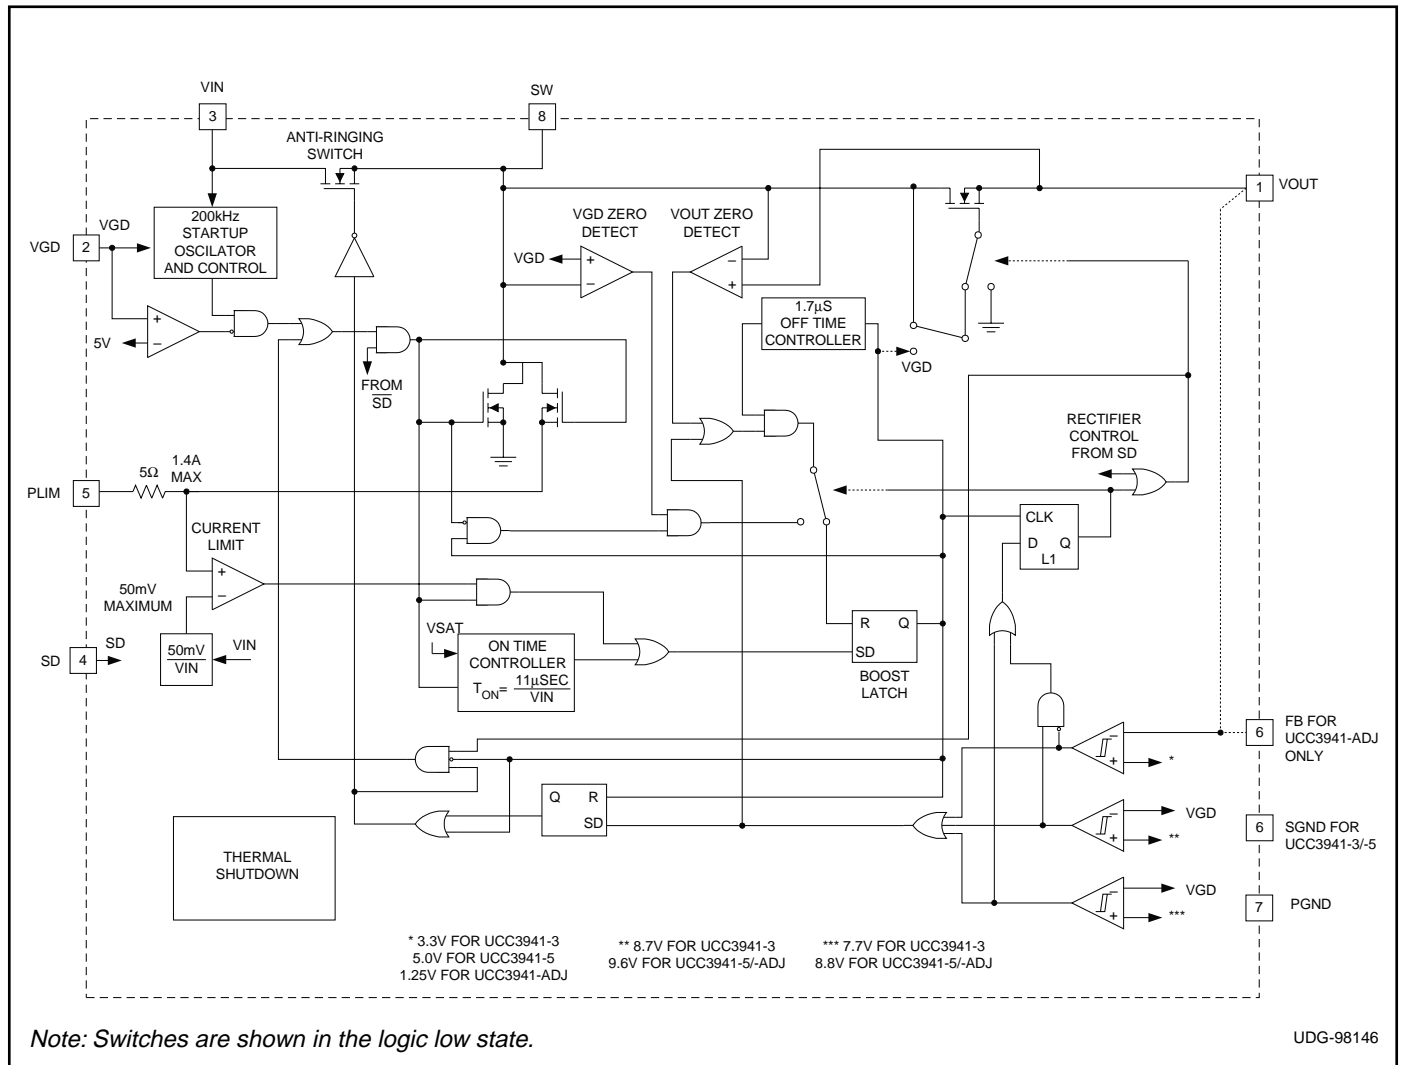 VIN
3
SW
8
ANTI-RINGING
SWITCH
1
VOUT
VGD
2
VGD
200kHz
STARTUP
OSCILATOR
AND CONTROL
VGD ZERO
DETECT
VOUT ZERO
DETECT
VGD
+
−
−
+
+
−
5V
1.7µS
OFF TIME
CONTROLLER
VGD
FROM
SD
RECTIFIER
CONTROL
FROM SD
PLIM
5
5Ω
1.4A
MAX
CURRENT
LIMIT
+
−
50mV
MAXIMUM
50mV
VIN
VIN
SD
4
SD
CLK
D Q
L1
VSAT
ON TIME
CONTROLLER
TON= 11µSEC
VIN
R Q
SD
BOOST
LATCH
−
+
*
6
FB FOR
UCC3941-ADJ
ONLY
Q R
SD
−
+
VGD
**
6
SGND FOR
UCC3941-3/-5
−
+
VGD
***
7
PGND
THERMAL
SHUTDOWN
* 3.3V FOR UCC3941-3
5.0V FOR UCC3941-5
1.25V FOR UCC3941-ADJ
** 8.7V FOR UCC3941-3
9.6V FOR UCC3941-5/-ADJ
*** 7.7V FOR UCC3941-3
8.8V FOR UCC3941-5/-ADJ
Note: Switches are shown in the logic low state.
UDG-98146